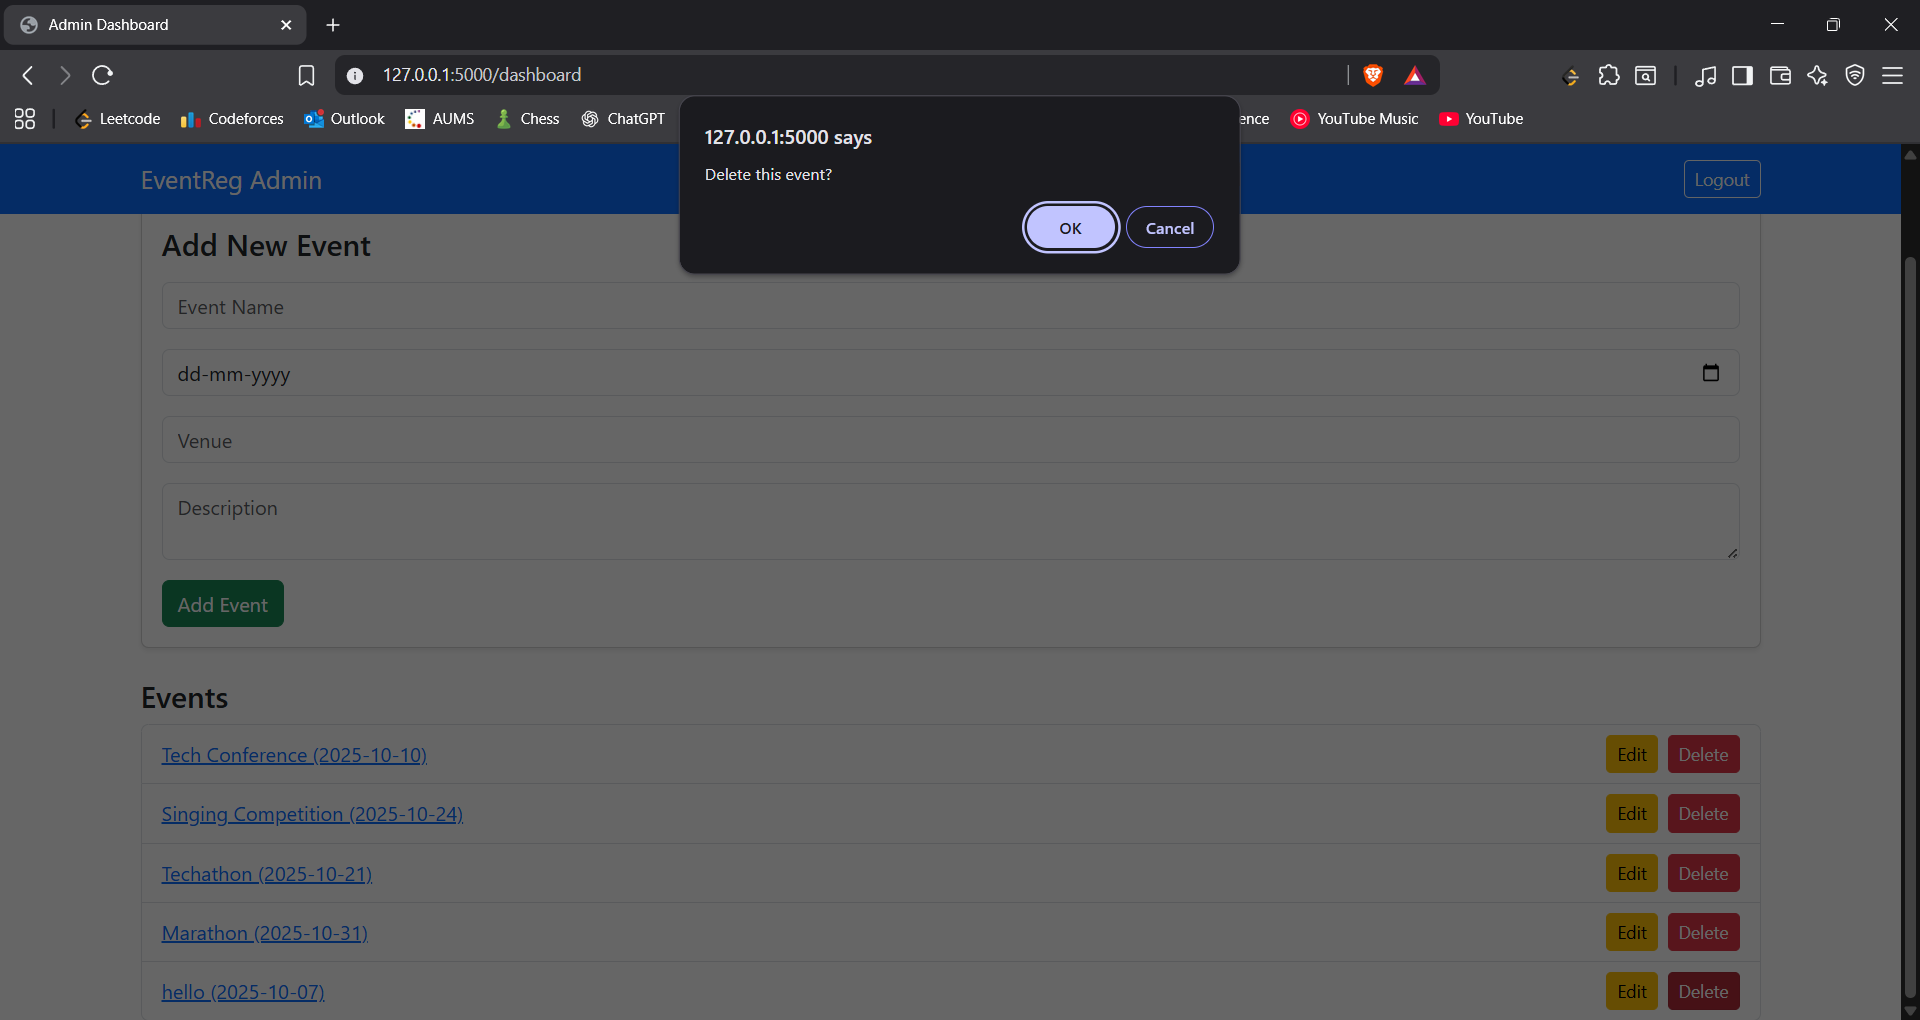 Admin Dashboard
127.0.0.1:5000/dashboard
Leetcode Codeforces Outlook AUMS Chess ChatGPT ence YouTube Music YouTube
127.0.0.1:5000 says
Delete this event?
OK Cancel
EventReg Admin Logout
Add New Event
Event Name
dd-mm-yyyy
Venue
Description
Add Event
Events
Tech Conference (2025-10-10) Edit Delete
Singing Competition (2025-10-24) Edit Delete
Techathon (2025-10-21) Edit Delete
Marathon (2025-10-31) Edit Delete
hello (2025-10-07) Edit Delete